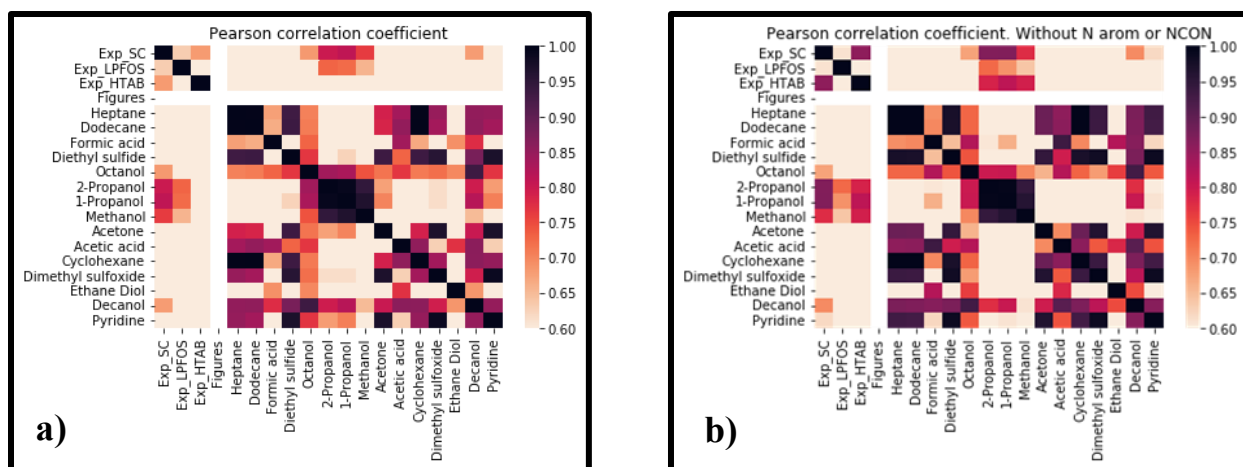 Pearson correlation coefficient
Exp_SC
Exp_LPFOS
Exp_HTAB
Figures
Heptane
Dodecane
Formic acid
Diethyl sulfide
Octanol
2-Propanol
1-Propanol
Methanol
Acetone
Acetic acid
Cyclohexane
Dimethyl sulfoxide
Ethane Diol
Decanol
Pyridine
Exp_SC
Exp_LPFOS
Exp_HTAB
Figures
Heptane
Dodecane
Formic acid
Diethyl sulfide
Octanol
2-Propanol
1-Propanol
Methanol
Acetone
Acetic acid
Cyclohexane
Dimethyl sulfoxide
Ethane Diol
Decanol
Pyridine
1.00
0.95
0.90
0.85
0.80
0.75
0.70
0.65
0.60
a)
Pearson correlation coefficient. Without N arom or NCON
Exp_SC
Exp_LPFOS
Exp_HTAB
Figures
Heptane
Dodecane
Formic acid
Diethyl sulfide
Octanol
2-Propanol
1-Propanol
Methanol
Acetone
Acetic acid
Cyclohexane
Dimethyl sulfoxide
Ethane Diol
Decanol
Pyridine
Exp_SC
Exp_LPFOS
Exp_HTAB
Figures
Heptane
Dodecane
Formic acid
Diethyl sulfide
Octanol
2-Propanol
1-Propanol
Methanol
Acetone
Acetic acid
Cyclohexane
Dimethyl sulfoxide
Ethane Diol
Decanol
Pyridine
1.00
0.95
0.90
0.85
0.80
0.75
0.70
0.65
0.60
b)